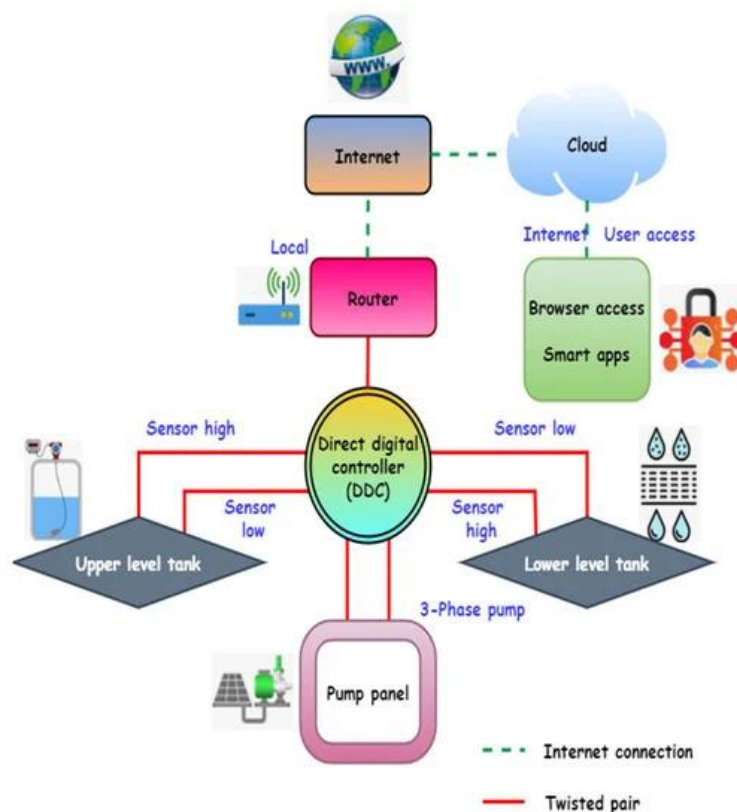 WWW.
Internet
Cloud
Local
Internet User access
Router
Browser access
Smart apps
Sensor high
Direct digital
controller
(DDC)
Sensor low
Sensor
low
Sensor
high
Upper level tank
Lower level tank
3-Phase pump
Pump panel
Internet connection
Twisted pair